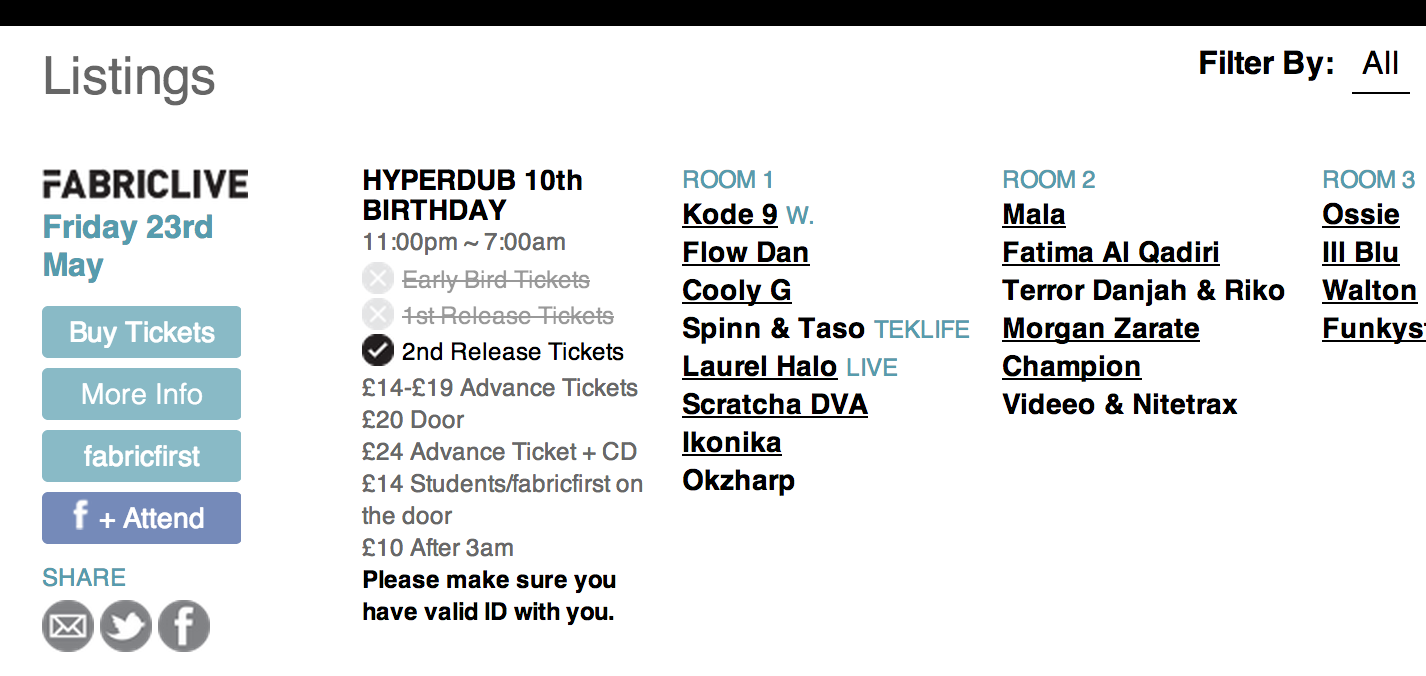 Listings
Filter By: All
FABRICLIVE
Friday 23rd
May
Buy Tickets
More Info
fabricfirst
f + Attend
SHARE
HYPERDUB 10th
BIRTHDAY
11:00pm ~ 7:00am
Early Bird Tickets
1st Release Tickets
2nd Release Tickets
£14-£19 Advance Tickets
£20 Door
£24 Advance Ticket + CD
£14 Students/fabricfirst on
the door
£10 After 3am
Please make sure you
have valid ID with you.
ROOM 1
Kode 9 W.
Flow Dan
Cooly G
Spinn & Taso TEKLIFE
Laurel Halo LIVE
Scratcha DVA
Ikonika
Okzharp
ROOM 2
Mala
Fatima Al Qadiri
Terror Danjah & Riko
Morgan Zarate
Champion
Videeo & Nitetrax
ROOM 3
Ossie
Ill Blu
Walton